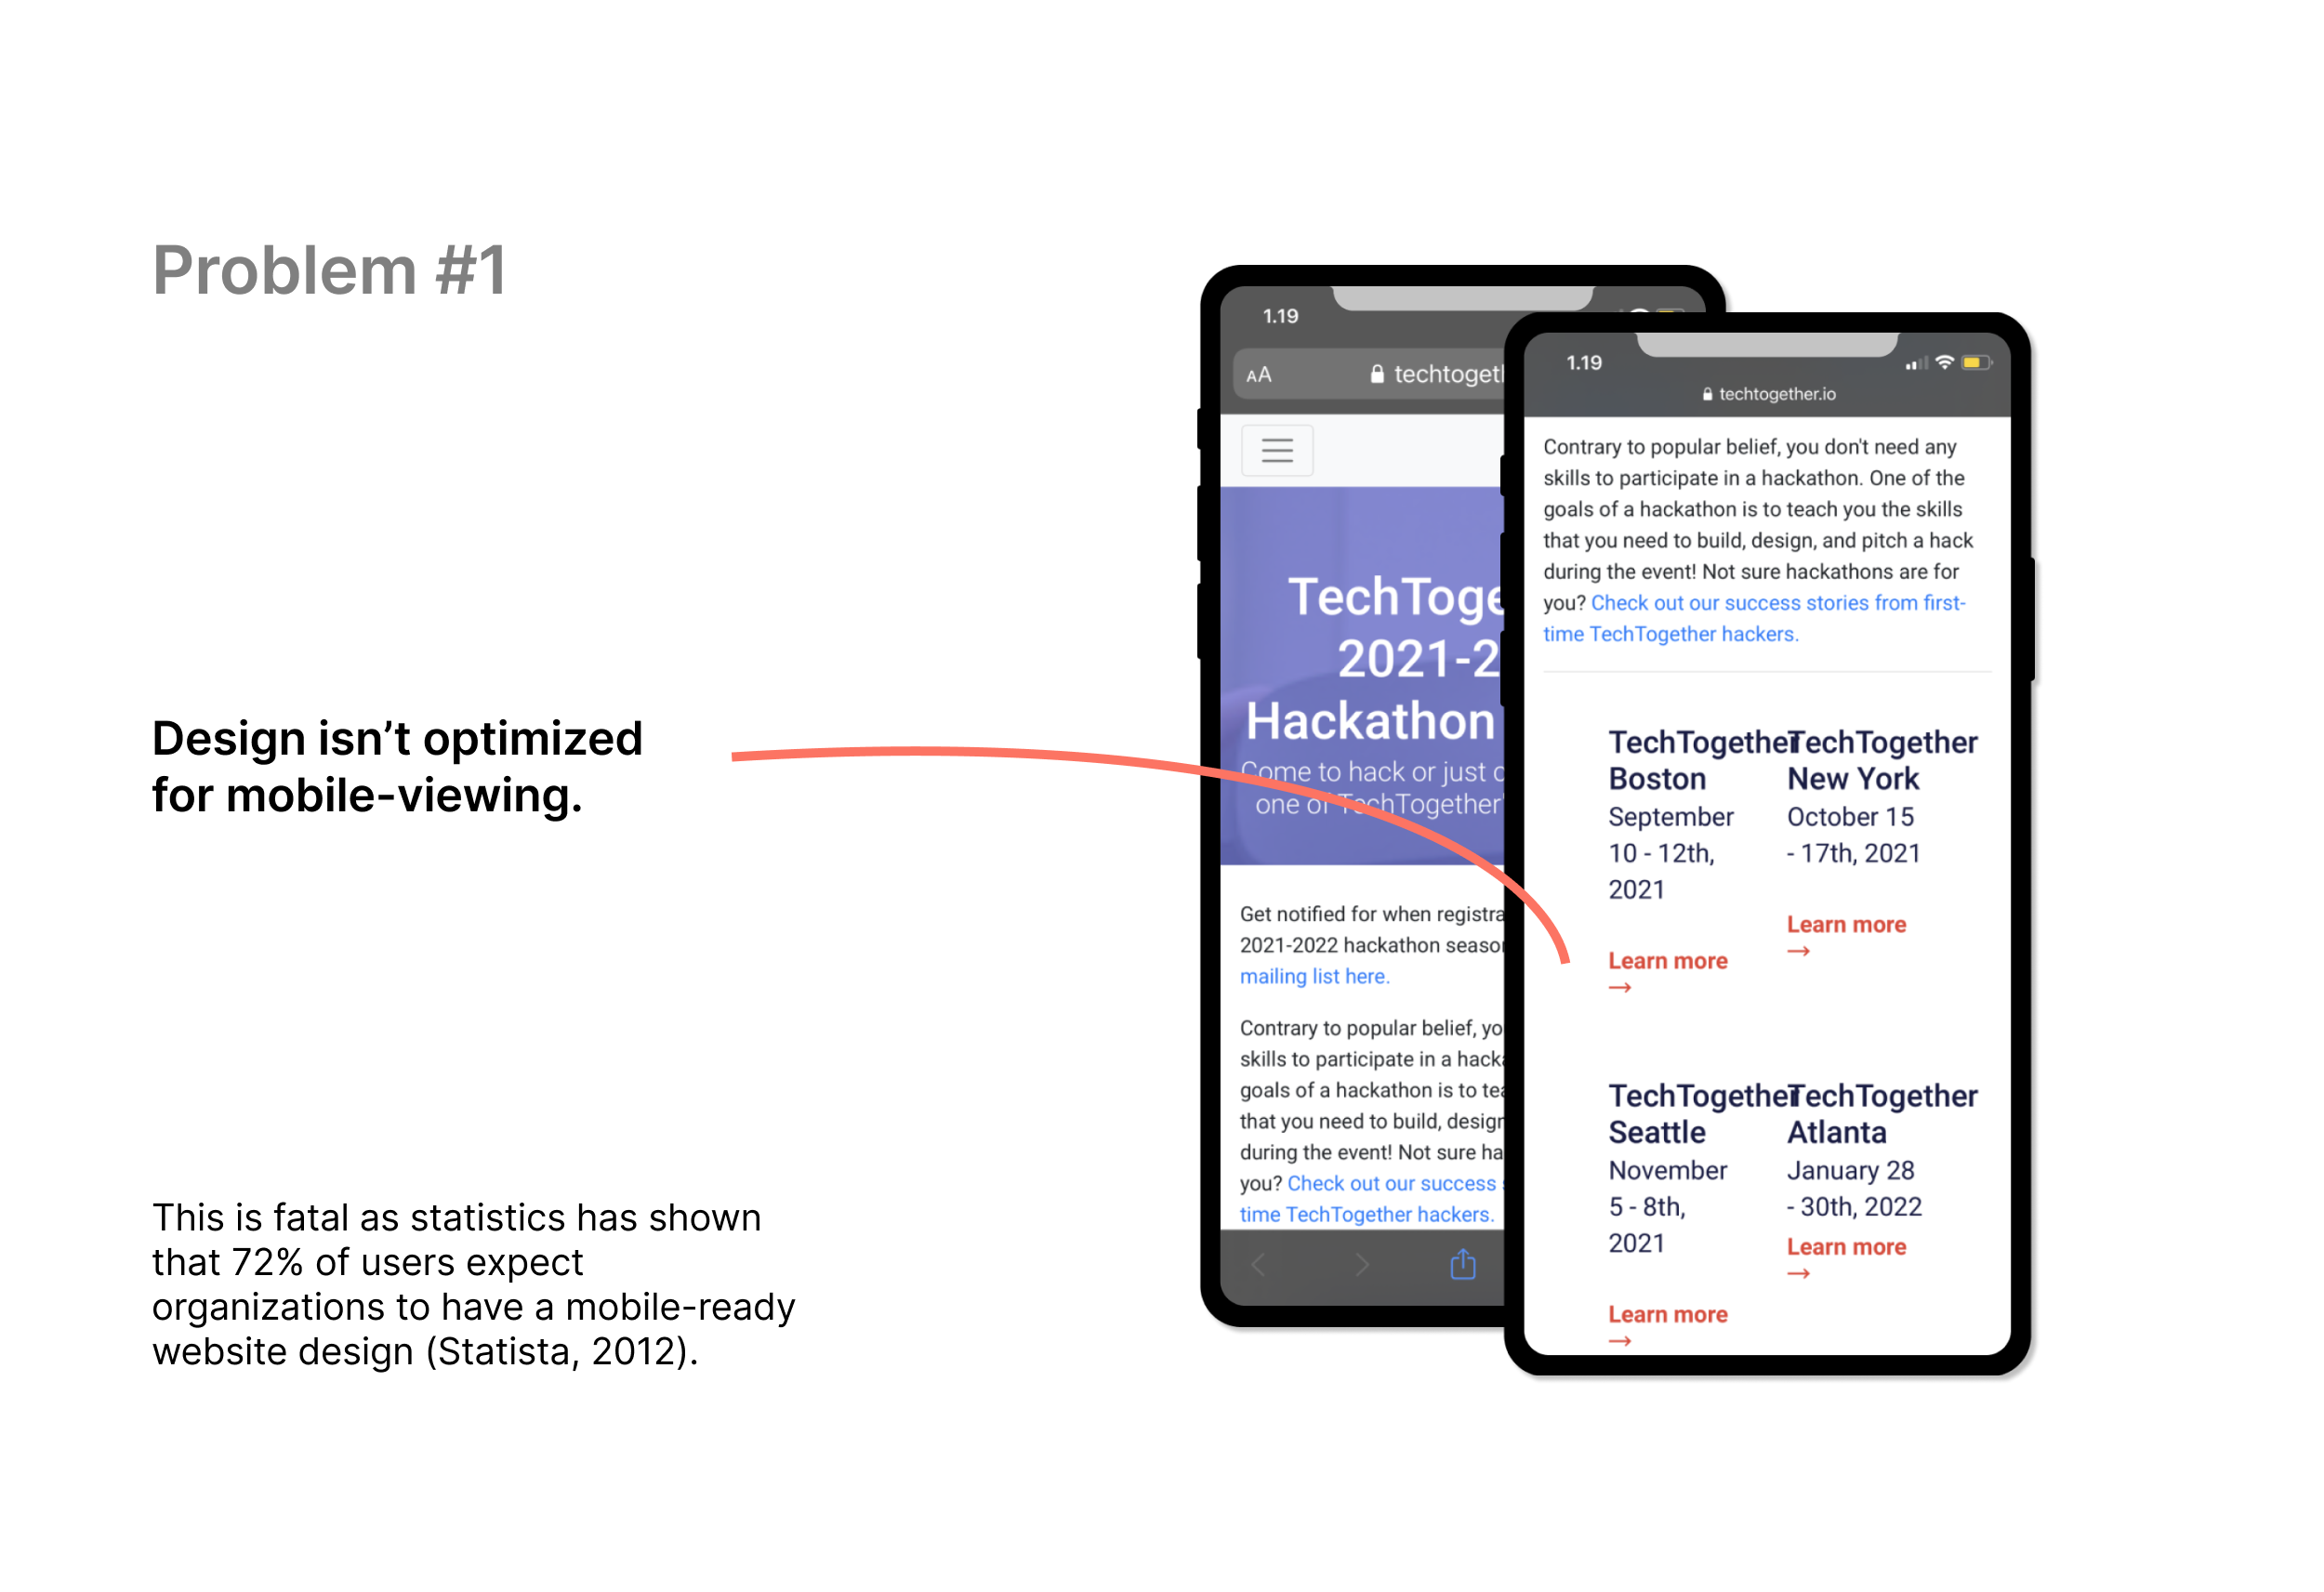 Problem #1
Design isn’t optimized
for mobile-viewing.
This is fatal as statistics has shown
that 72% of users expect
organizations to have a mobile-ready
website design (Statista, 2012).
1.19
AA
techtoget
TechToge
2021-2
Hackathon
Come to hack or just
one of TechTogether'
Get notified for when registra
2021-2022 hackathon
mailing list here.
Contrary to popular belief, yo
skills to participate in a hack
goals of a hackathon is to
that you need to build,
during the event! Not sure ha
you? Check out our success
time TechTogether hackers.
1.19
techtogether.io
Contrary to popular belief, you don't need any
skills to participate in a hackathon. One of the
goals of a hackathon is to teach you the skills
that you need to build, design, and pitch a hack
during the event! Not sure hackathons are for
you? Check out our success stories from first-
time TechTogether hackers.
TechTogether
Boston
September
10 - 12th,
2021
Learn more
→
TechTogether
New York
October 15
- 17th, 2021
Learn more
→
TechTogether
Seattle
November
5 - 8th,
2021
Learn more
→
TechTogether
Atlanta
January 28
- 30th, 2022
Learn more
→